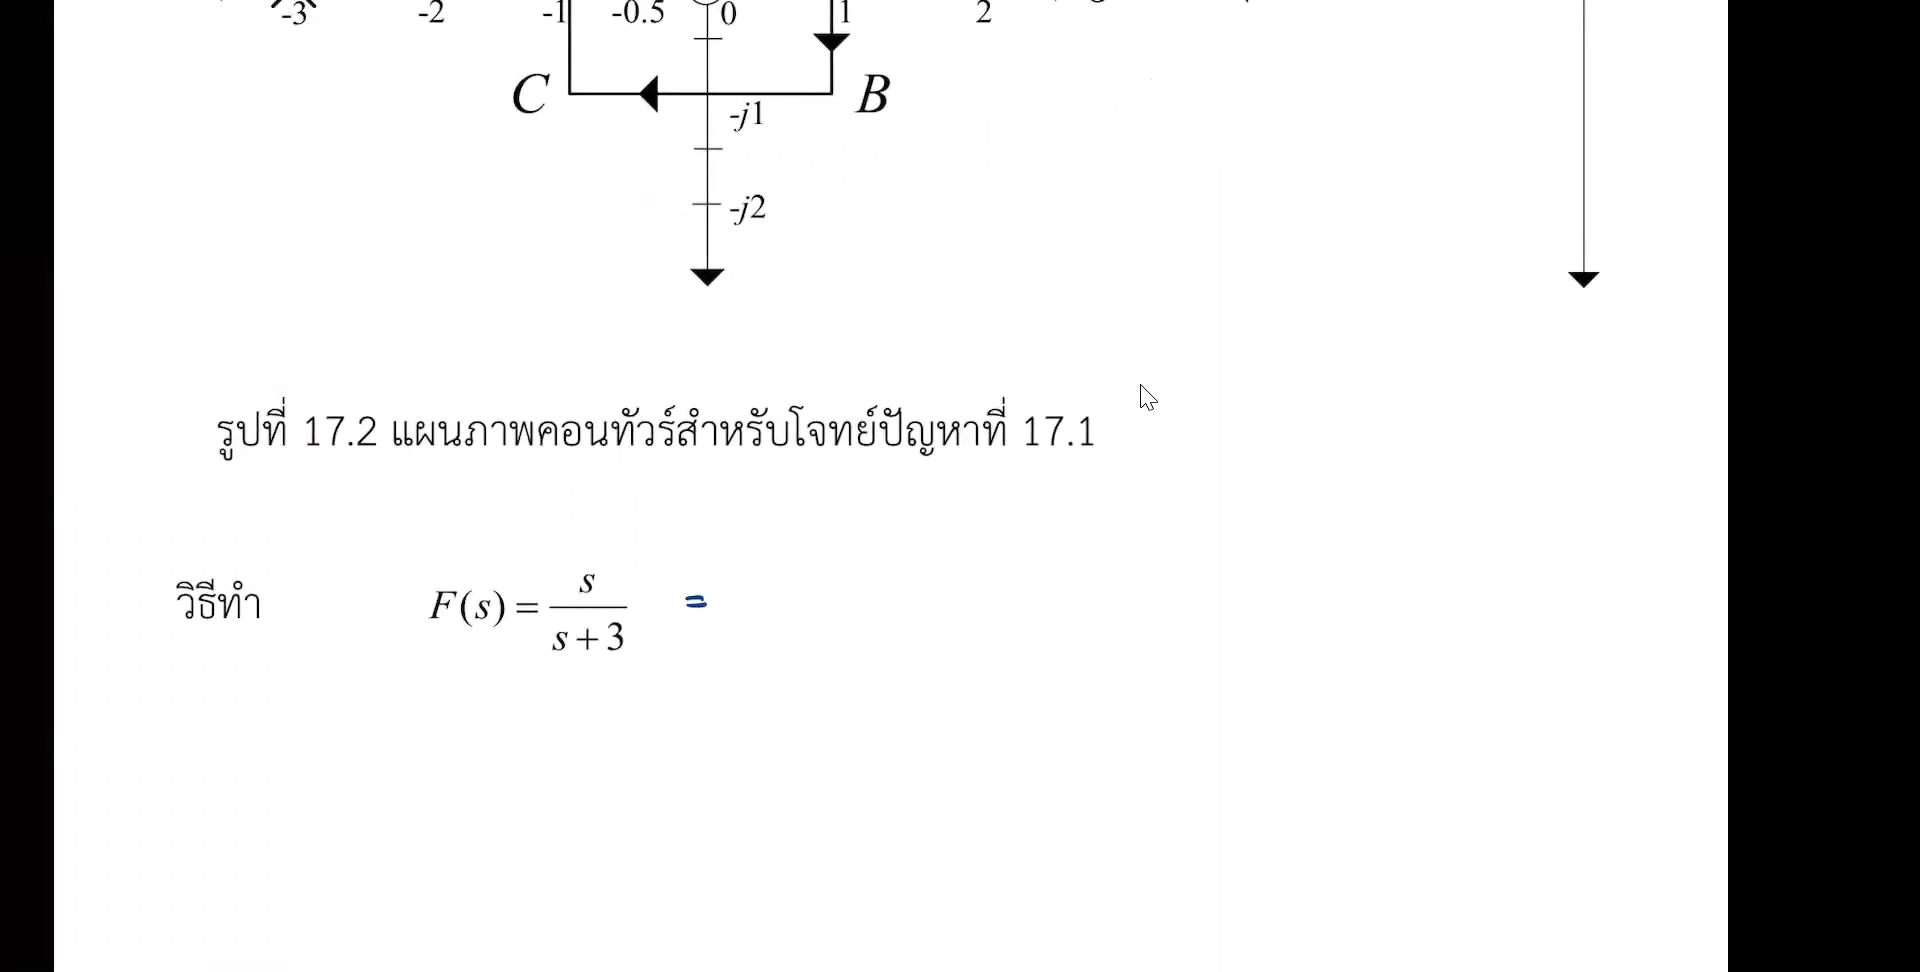 -3 -2 -1 -0.5 0 1 2
C B
-j1
-j2
รูปที่ 17.2 แผนภาพคอนทัวร์สำหรับโจทย์ปัญหาที่ 17.1
วิธีทำ F(s) = s / (s + 3) =